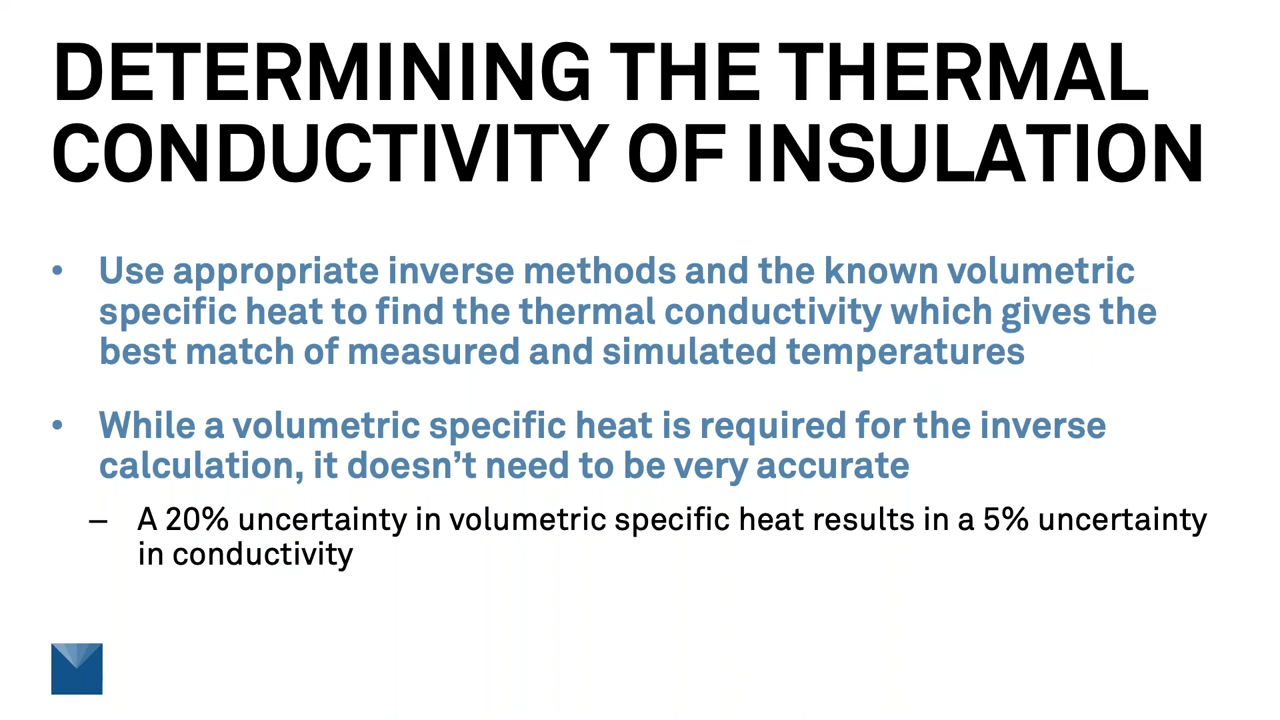 DETERMINING THE THERMAL
CONDUCTIVITY OF INSULATION
• Use appropriate inverse methods and the known volumetric
specific heat to find the thermal conductivity which gives the
best match of measured and simulated temperatures
• While a volumetric specific heat is required for the inverse
calculation, it doesn’t need to be very accurate
– A 20% uncertainty in volumetric specific heat results in a 5% uncertainty
in conductivity